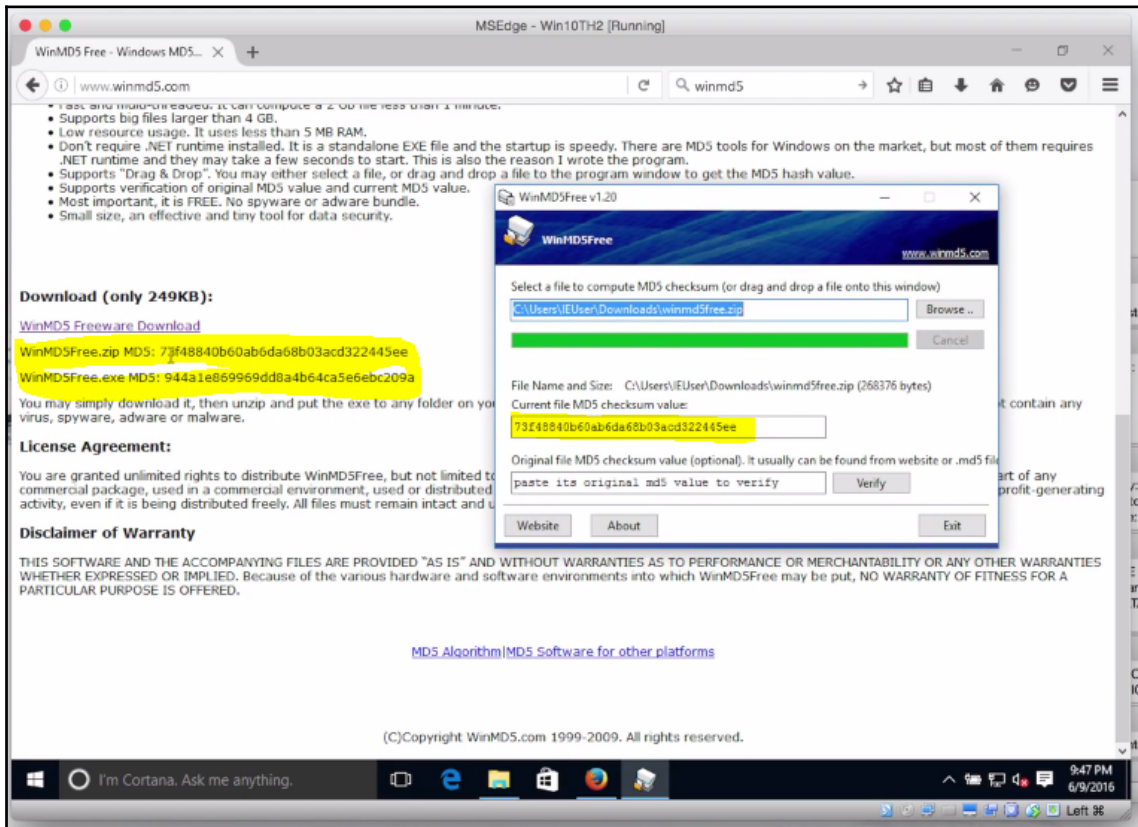 MSEdge - Win10TH2 [Running]
WinMD5 Free - Windows MD5...
www.winmd5.com
winmd5
Fast and multi-threaded. It can compute a 2 GB file less than 1 minute.
Supports big files larger than 4 GB.
Low resource usage. It uses less than 5 MB RAM.
Don't require .NET runtime installed. It is a standalone EXE file and the startup is speedy. There are MD5 tools for Windows on the market, but most of them requires
.NET runtime and they may take a few seconds to start. This is also the reason I wrote the program.
Supports "Drag & Drop". You may either select a file, or drag and drop a file to the program window to get the MD5 hash value.
Supports verification of original MD5 value and current MD5 value.
Most important, it is FREE. No spyware or adware bundle.
Small size, an effective and tiny tool for data security.
Download (only 249KB):
WinMD5 Freeware Download
WinMD5Free.zip MD5: 73f48840b60ab6da68b03acd322445ee
WinMD5Free.exe MD5: 944a1e869969dd8a4b64ca5e6ebc209a
You may simply download it, then unzip and put the exe to any folder on
t contain any
virus, spyware, adware or malware.
License Agreement:
You are granted unlimited rights to distribute WinMD5Free, but not limited to
art of any
commercial package, used in a commercial environment, used or distributed
profit-generating
activity, even if it is being distributed freely. All files must remain intact and
Disclaimer of Warranty
THIS SOFTWARE AND THE ACCOMPANYING FILES ARE PROVIDED "AS IS" AND WITHOUT WARRANTIES AS TO PERFORMANCE OR MERCHANTABILITY OR ANY OTHER WARRANTIES
WHETHER EXPRESSED OR IMPLIED. Because of the various hardware and software environments into which WinMD5Free may be put, NO WARRANTY OF FITNESS FOR A
PARTICULAR PURPOSE IS OFFERED.
MD5 Algorithm|MD5 Software for other platforms
(C)Copyright WinMD5.com 1999-2009. All rights reserved.
WinMD5Free v1.20
WinMD5Free
www.winmd5.com
Select a file to compute MD5 checksum (or drag and drop a file onto this window)
C:\Users\IEUser\Downloads\winmd5free.zip
Browse ..
Cancel
File Name and Size: C:\Users\IEUser\Downloads\winmd5free.zip (268376 bytes)
Current file MD5 checksum value:
73f48840b60ab6da68b03acd322445ee
Original file MD5 checksum value (optional). It usually can be found from website or .md5 file
paste its original md5 value to verify
Verify
Website
About
Exit
I'm Cortana. Ask me anything.
9:47 PM
6/9/2016
Left ⌘